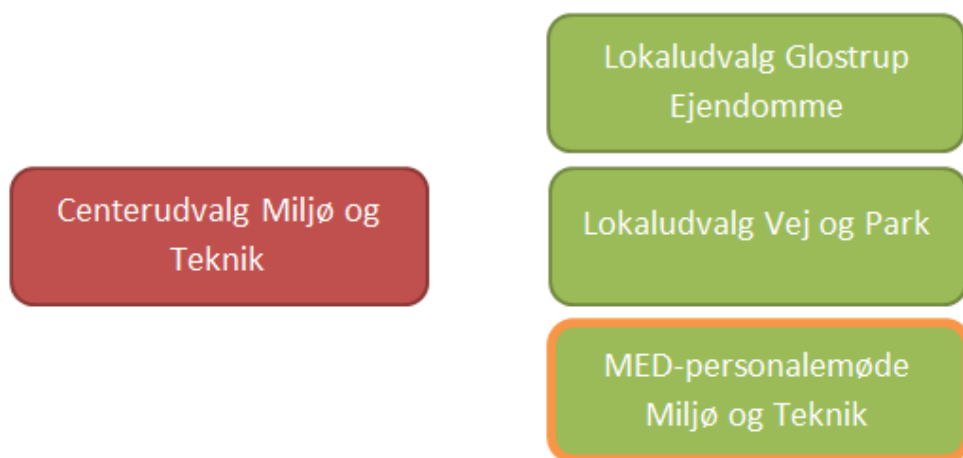 Lokaludvalg Glostrup
Ejendomme
Centerudvalg Miljø og
Teknik
Lokaludvalg Vej og Park
MED-personalemøde
Miljø og Teknik